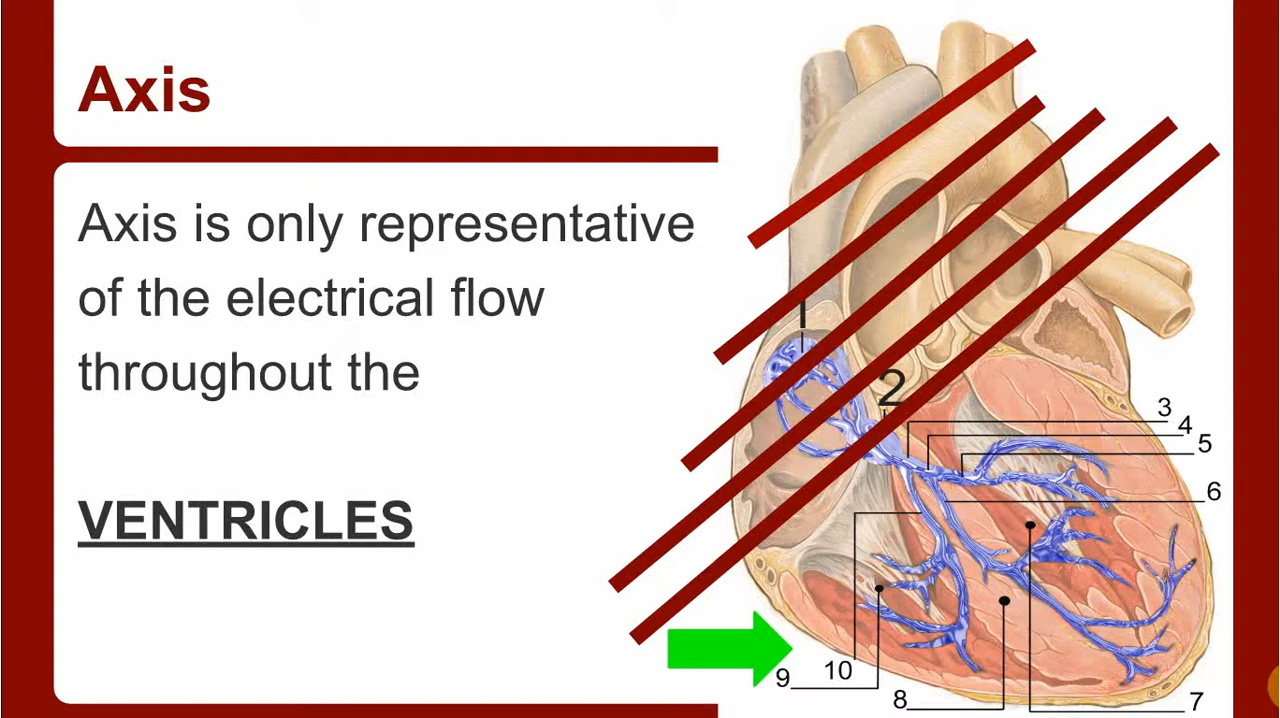 Axis
Axis is only representative
of the electrical flow
throughout the
VENTRICLES
1
2
3
4
5
6
7
8
9
10